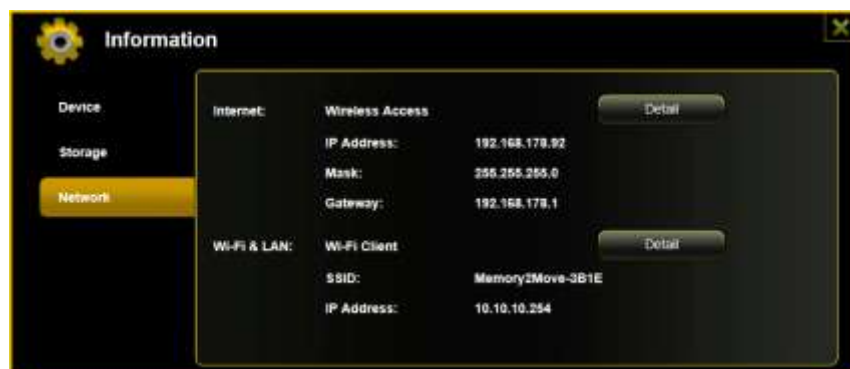 Information
Device
Storage
Network
Internet: Wireless Access Detail
IP Address: 192.168.178.92
Mask: 255.255.255.0
Gateway: 192.168.178.1
Wi-Fi & LAN: Wi-Fi Client Detail
SSID: Memory2Move-3B1E
IP Address: 10.10.10.254